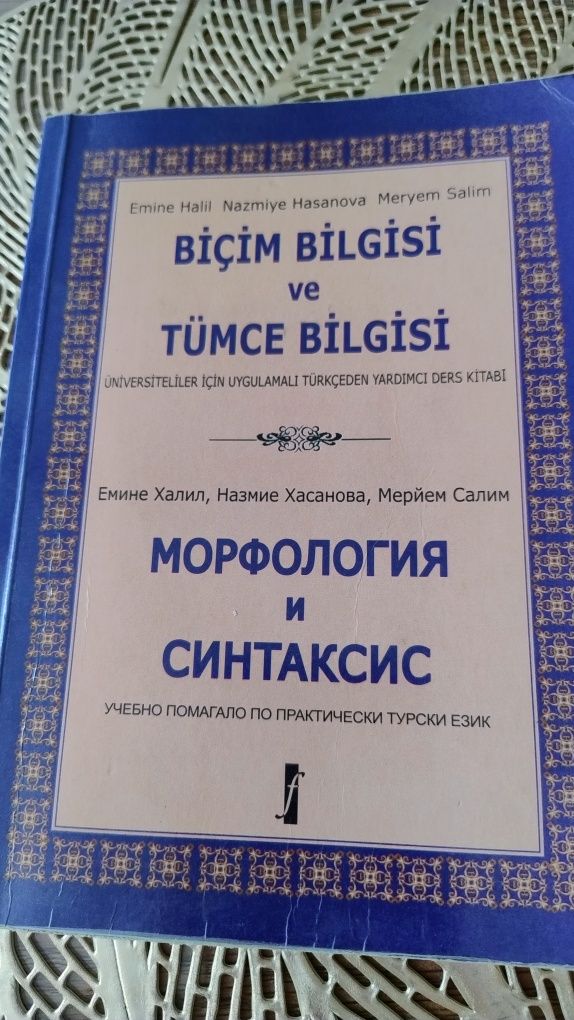 Emine Halil Nazmiye Hasanova Meryem Salim
BİÇİM BİLGİSİ
ve
TÜMCE BİLGİSİ
ÜNİVERSİTELİLER İÇİN UYGULAMALI TÜRKÇEDEN YARDIMCI DERS KİTABİ
Емине Халил, Назмие Хасанова, Мерйем Салим
МОРФОЛОГИЯ
и
СИНТАКСИС
УЧЕБНО ПОМАГАЛО ПО ПРАКТИЧЕСКИ ТУРСКИ ЕЗИК
f